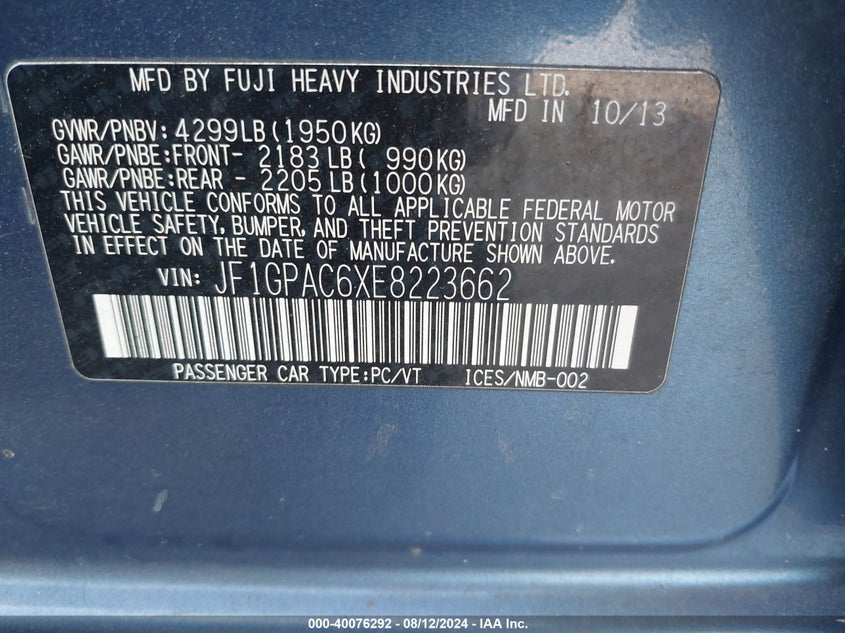 MFD BY FUJI HEAVY INDUSTRIES LTD.
MFD IN 10/13
GVWR/PNBV: 4299LB(1950KG)
GAWR/PNBE:FRONT- 2183LB( 990KG)
GAWR/PNBE:REAR - 2205LB(1000KG)
THIS VEHICLE CONFORMS TO ALL APPLICABLE FEDERAL MOTOR
VEHICLE SAFETY, BUMPER, AND THEFT PREVENTION STANDARDS
IN EFFECT ON THE DATE OF MANUFACTURE SHOWN ABOVE.
VIN: JF1GPAC6XE8223662
PASSENGER CAR TYPE:PC/VT ICES/NMB-002
000-40076292 - 08/12/2024 - IAA Inc.